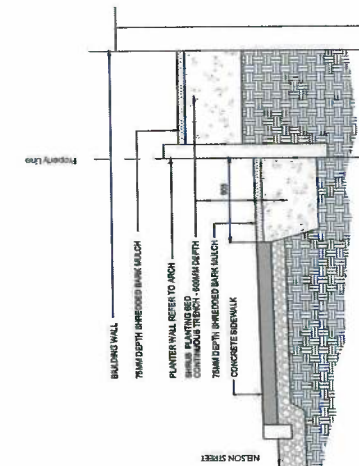 BUILDING WALL
75MM DEPTH SHREDDED BARK MULCH
Property Line
PLANTER WALL REFER TO ARCH
SHRUB PLANTING BED
CONTINUOUS TRENCH - 600MM DEPTH
75MM DEPTH SHREDDED BARK MULCH
CONCRETE SIDEWALK
NELSON STREET